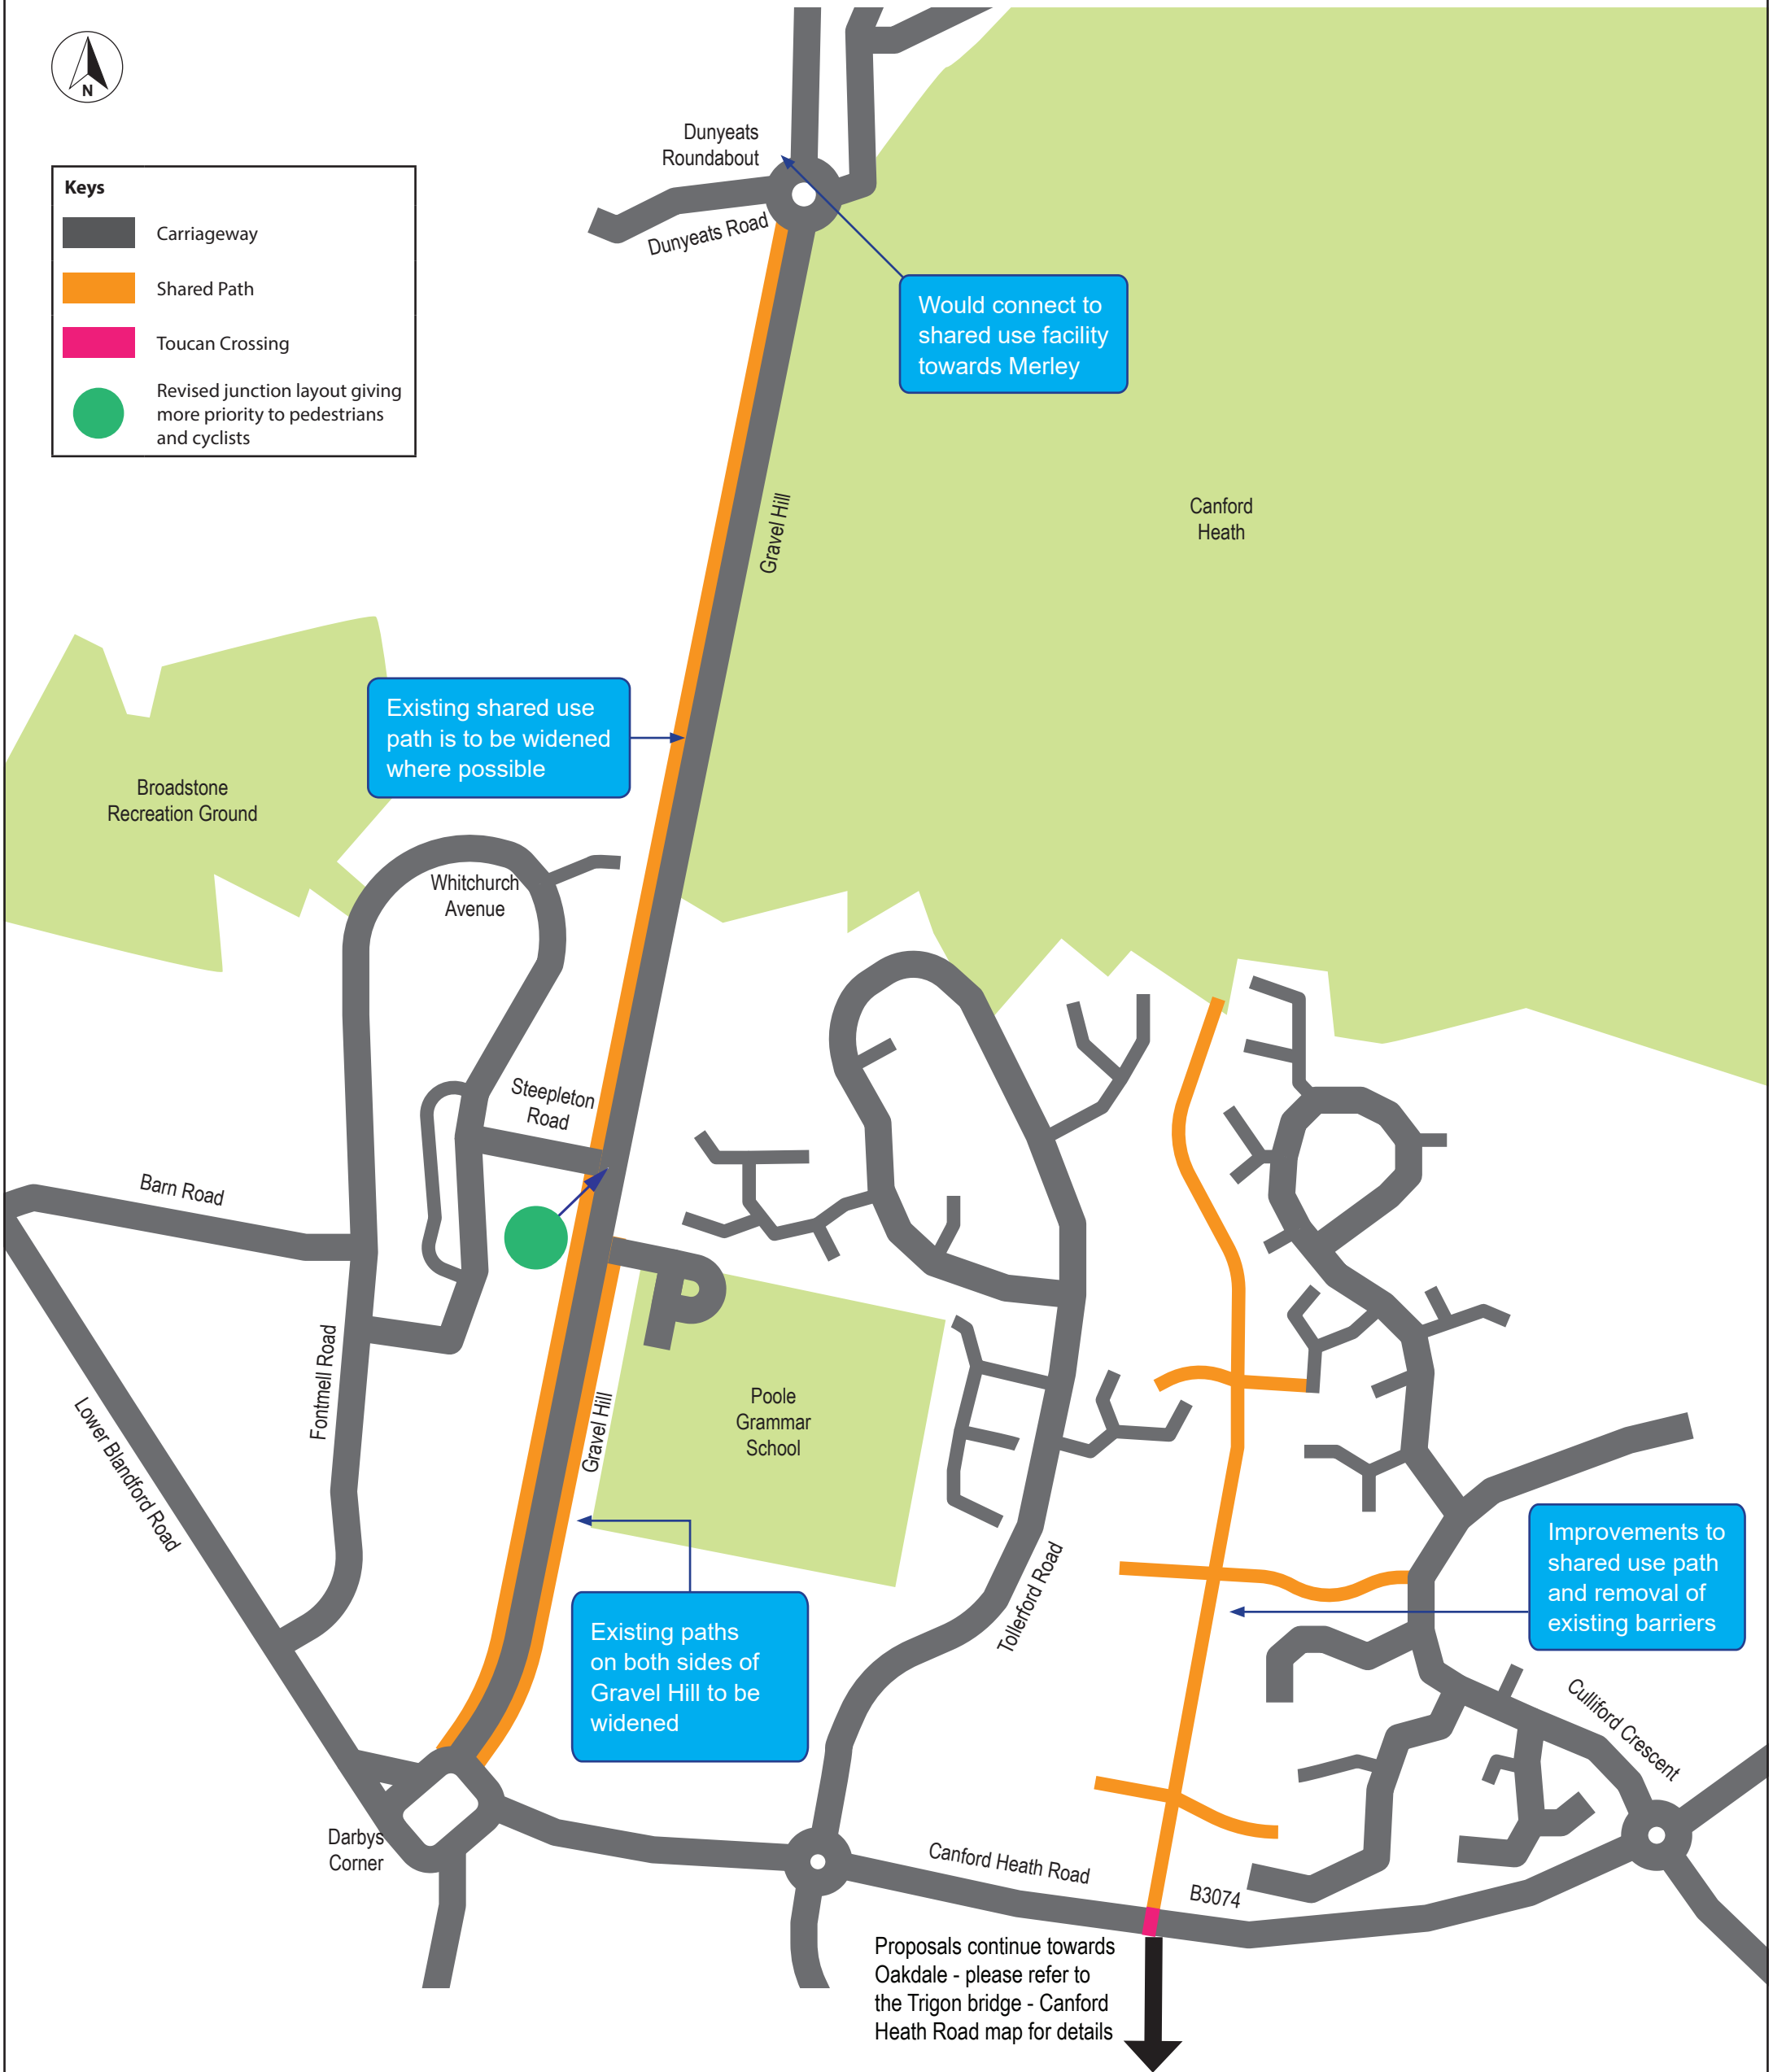 N
Keys
Carriageway
Shared Path
Toucan Crossing
Revised junction layout giving
more priority to pedestrians
and cyclists
Dunyeats
Roundabout
Dunyeats Road
Would connect to
shared use facility
towards Merley
Gravel Hill
Canford
Heath
Existing shared use
path is to be widened
where possible
Broadstone
Recreation Ground
Whitchurch
Avenue
Steepleton
Road
Barn Road
Fontmell Road
Lower Blandford Road
Gravel Hill
Poole
Grammar
School
Tollerford Road
Existing paths
on both sides of
Gravel Hill to be
widened
Improvements to
shared use path
and removal of
existing barriers
Culliford Crescent
Darbys
Corner
Canford Heath Road
B3074
Proposals continue towards
Oakdale - please refer to
the Trigon bridge - Canford
Heath Road map for details